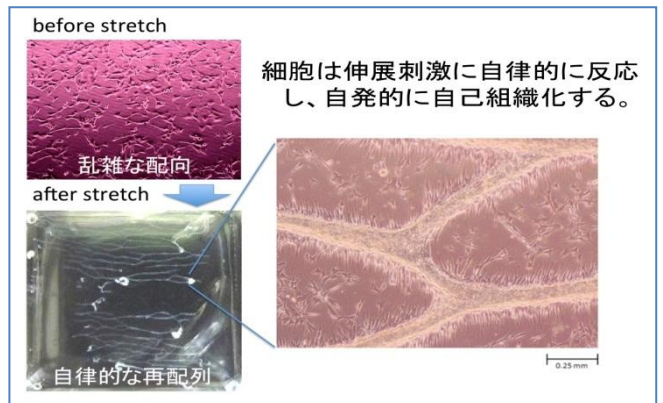 before stretch
乱雑な配向
after stretch
自律的な再配列
細胞は伸展刺激に自律的に反応
し、自発的に自己組織化する。
0.25 mm